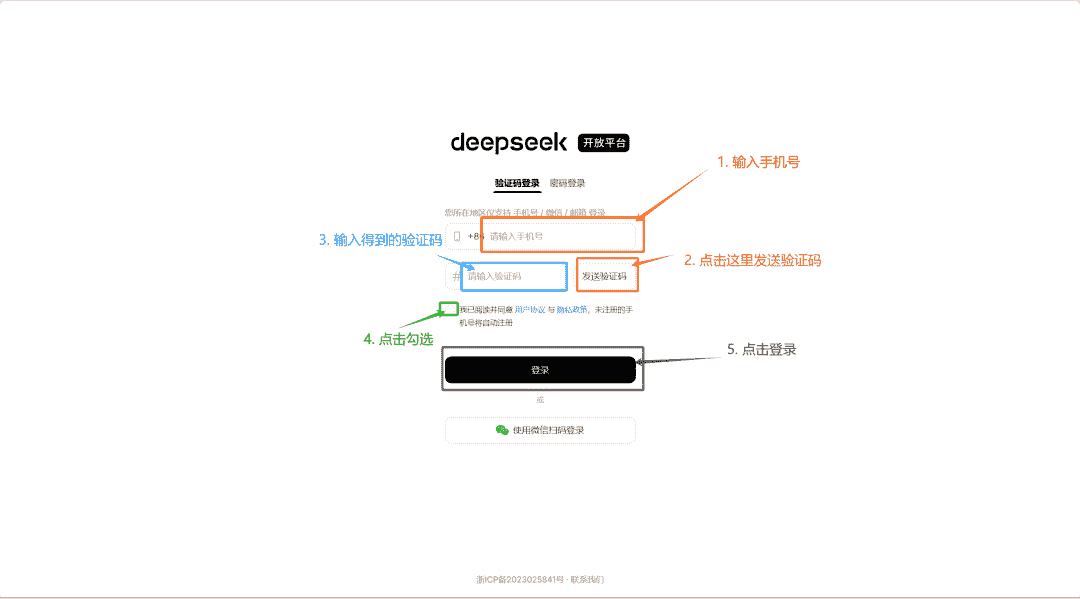 deepseek 开放平台
1. 输入手机号
验证码登录 密码登录
您所在地区仅支持 手机号 / 微信 / 邮箱 登录
3. 输入得到的验证码
+86 请输入手机号
2. 点击这里发送验证码
请输入验证码 发送验证码
我已阅读并同意 用户协议 与 隐私政策，未注册的手
机号将自动注册
4. 点击勾选
5. 点击登录
登录
或
使用微信扫码登录
浙ICP备2023025841号 · 联系我们